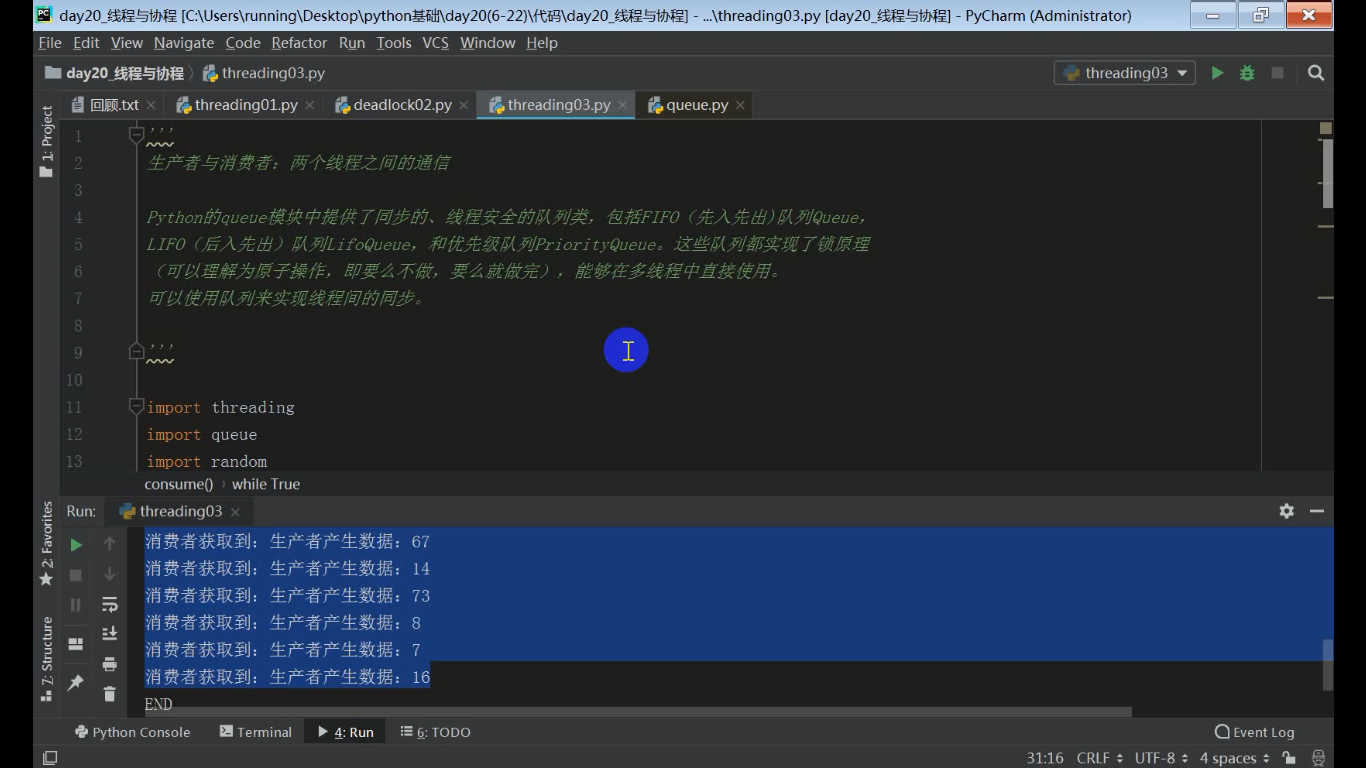 day20_线程与协程 [C:\Users\running\Desktop\python基础\day20(6-22)\代码\day20_线程与协程] - ...\threading03.py [day20_线程与协程] - PyCharm (Administrator)
File Edit View Navigate Code Refactor Run Tools VCS Window Help
day20_线程与协程 threading03.py threading03
回顾.txt threading01.py deadlock02.py threading03.py queue.py
1: Project
1 '''
2 生产者与消费者：两个线程之间的通信
3
4 Python的queue模块中提供了同步的、线程安全的队列类，包括FIFO（先入先出)队列Queue，
5 LIFO（后入先出）队列LifoQueue，和优先级队列PriorityQueue。这些队列都实现了锁原理
6 （可以理解为原子操作，即要么不做，要么就做完），能够在多线程中直接使用。
7 可以使用队列来实现线程间的同步。
8
9 '''
10
11 import threading
12 import queue
13 import random
consume() › while True
Run: threading03
2: Favorites
7: Structure
消费者获取到：生产者产生数据：67
消费者获取到：生产者产生数据：14
消费者获取到：生产者产生数据：73
消费者获取到：生产者产生数据：8
消费者获取到：生产者产生数据：7
消费者获取到：生产者产生数据：16
END
Python Console Terminal 4: Run 6: TODO Event Log
31:16 CRLF UTF-8 4 spaces